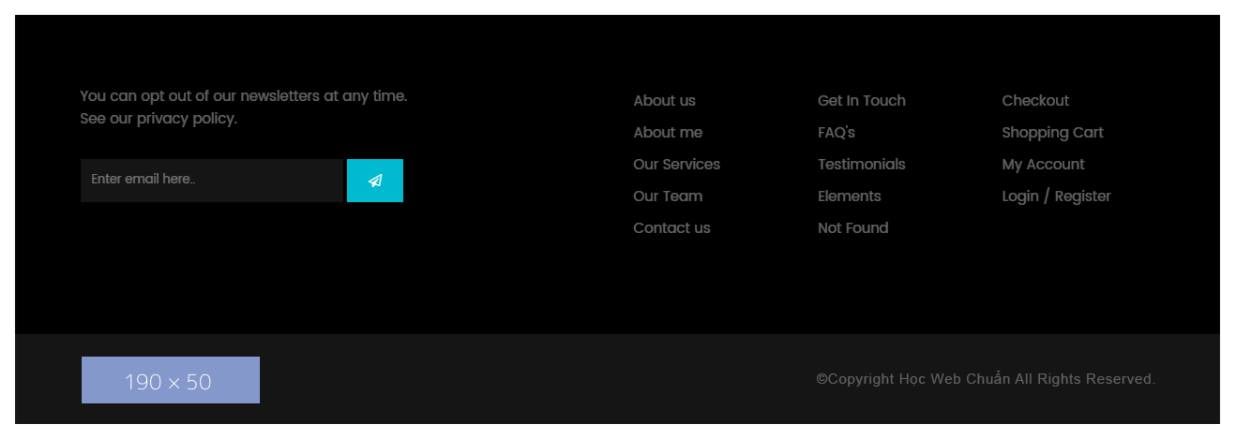 You can opt out of our newsletters at any time.
See our privacy policy.
Enter email here..
About us
About me
Our Services
Our Team
Contact us
Get In Touch
FAQ's
Testimonials
Elements
Not Found
Checkout
Shopping Cart
My Account
Login / Register
190 × 50
©Copyright Học Web Chuẩn All Rights Reserved.